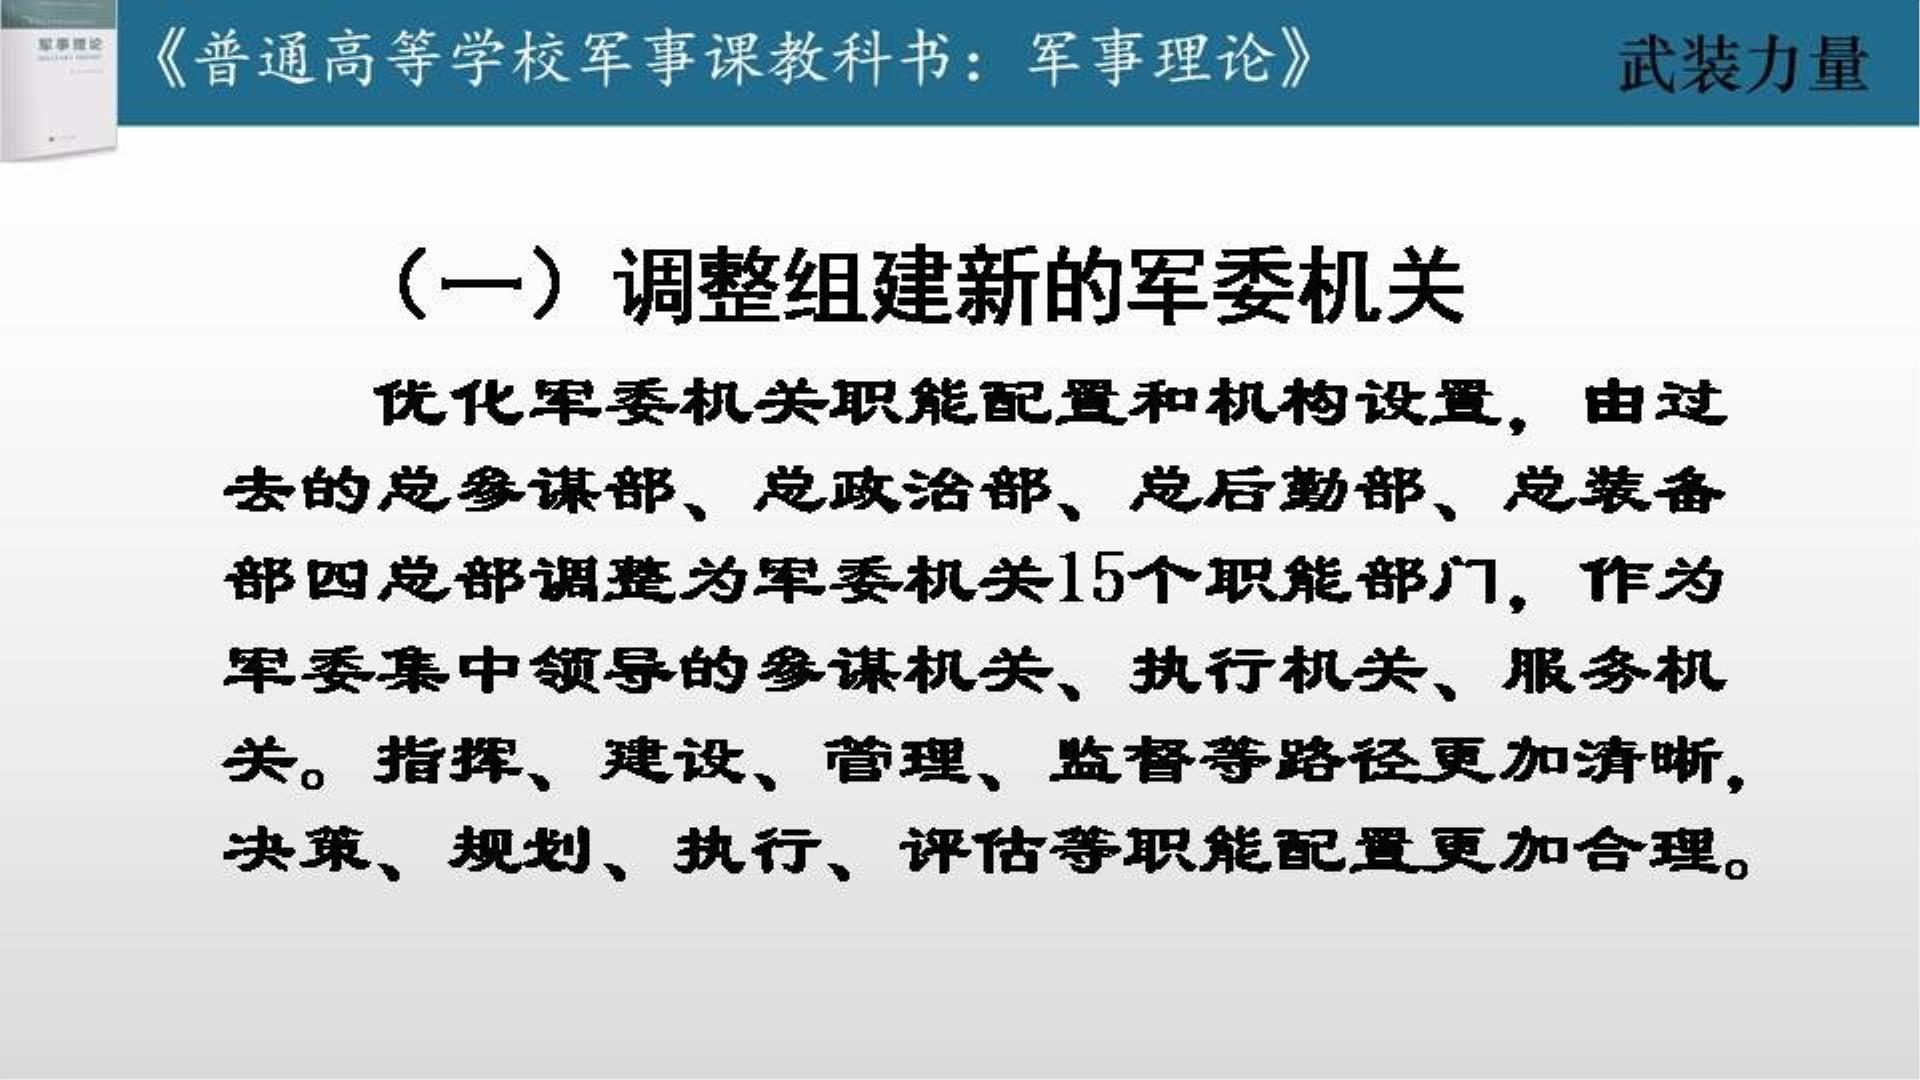 军事理论
《普通高等学校军事课教科书：军事理论》
武装力量
（一）调整组建新的军委机关
优化军委机关职能配置和机构设置，由过
去的总参谋部、总政治部、总后勤部、总装备
部四总部调整为军委机关15个职能部门，作为
军委集中领导的参谋机关、执行机关、服务机
关。指挥、建设、管理、监督等路径更加清晰，
决策、规划、执行、评估等职能配置更加合理。